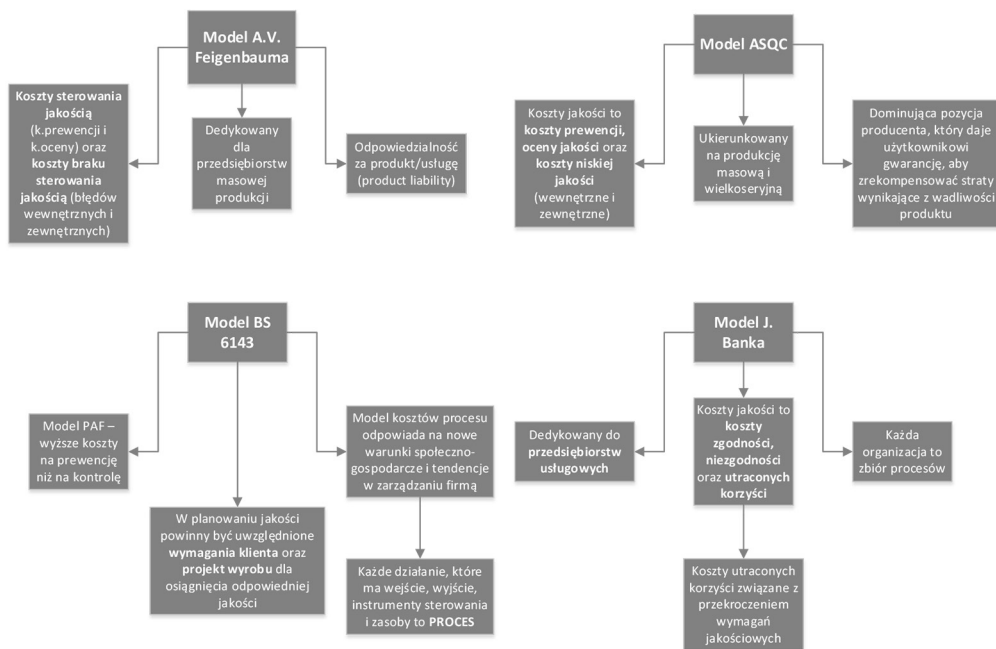 Model A.V.
Feigenbauma
Koszty sterowania
jakością
(k.prewencji i
k.oceny) oraz
koszty braku
sterowania
jakością (błędów
wewnętrznych i
zewnętrznych)
Dedykowany
dla
przedsiębiorstw
masowej
produkcji
Odpowiedzialność
za produkt/usługę
(product liability)
Model ASQC
Koszty jakości to
koszty prewencji,
oceny jakości oraz
koszty niskiej
jakości
(wewnętrzne i
zewnętrzne)
Ukierunkowany
na produkcję
masową i
wielkoseryjną
Dominująca pozycja
producenta, który daje
użytkownikowi
gwarancję, aby
zrekompensować straty
wynikające z wadliwości
produktu
Model BS
6143
Model PAF –
wyższe koszty
na prewencję
niż na kontrolę
W planowaniu jakości
powinny być uwzględnione
wymagania klienta oraz
projekt wyrobu dla
osiągnięcia odpowiedniej
jakości
Model kosztów procesu
odpowiada na nowe
warunki społeczno-
gospodarcze i tendencje
w zarządzaniu firmą
Każde działanie, które
ma wejście, wyjście,
instrumenty sterowania
i zasoby to PROCES
Model J.
Banka
Dedykowany do
przedsiębiorstw
usługowych
Koszty jakości to
koszty
zgodności,
niezgodności
oraz utraconych
korzyści
Każda
organizacja to
zbiór procesów
Koszty utraconych
korzyści związane z
przekroczeniem
wymagań
jakościowych